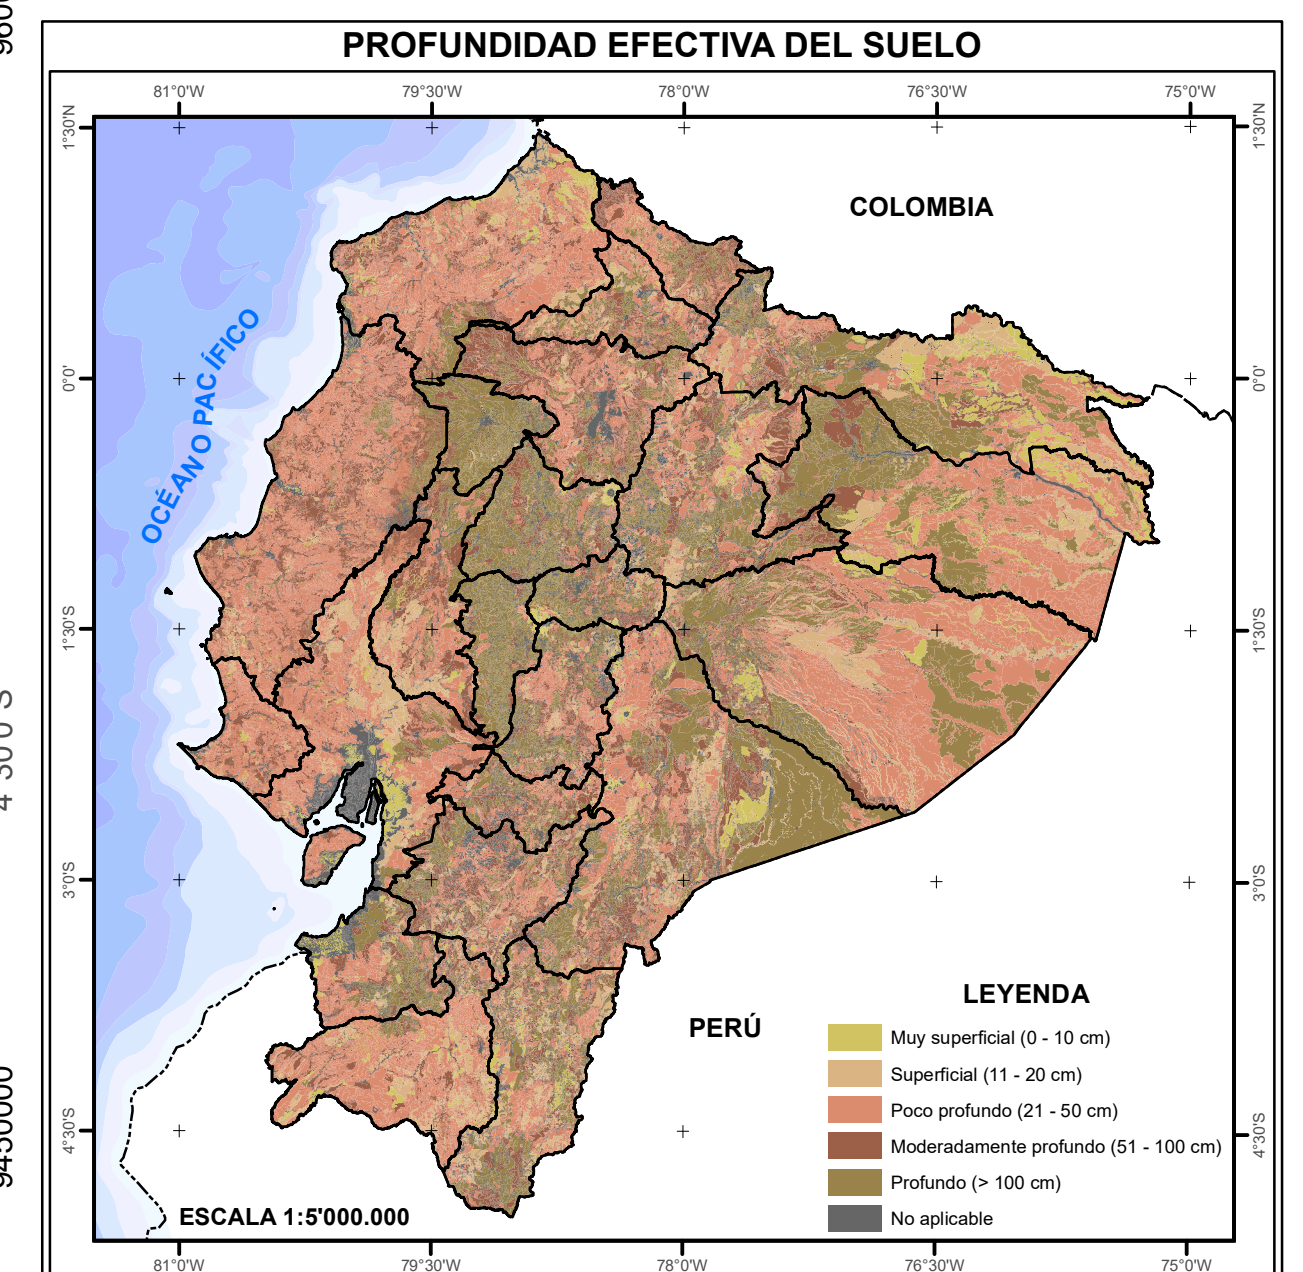 PROFUNDIDAD EFECTIVA DEL SUELO
81°0'W 79°30'W 78°0'W 76°30'W 75°0'W
1°30'N
1°30'N
COLOMBIA
OCÉANO PACÍFICO
0°0'
0°0'
1°30'S
1°30'S
3°0'S
3°0'S
4°30'S
4°30'S
PERÚ
LEYENDA
Muy superficial (0 - 10 cm)
Superficial (11 - 20 cm)
Poco profundo (21 - 50 cm)
Moderadamente profundo (51 - 100 cm)
Profundo (> 100 cm)
No aplicable
ESCALA 1:5'000.000
81°0'W 79°30'W 78°0'W 76°30'W 75°0'W